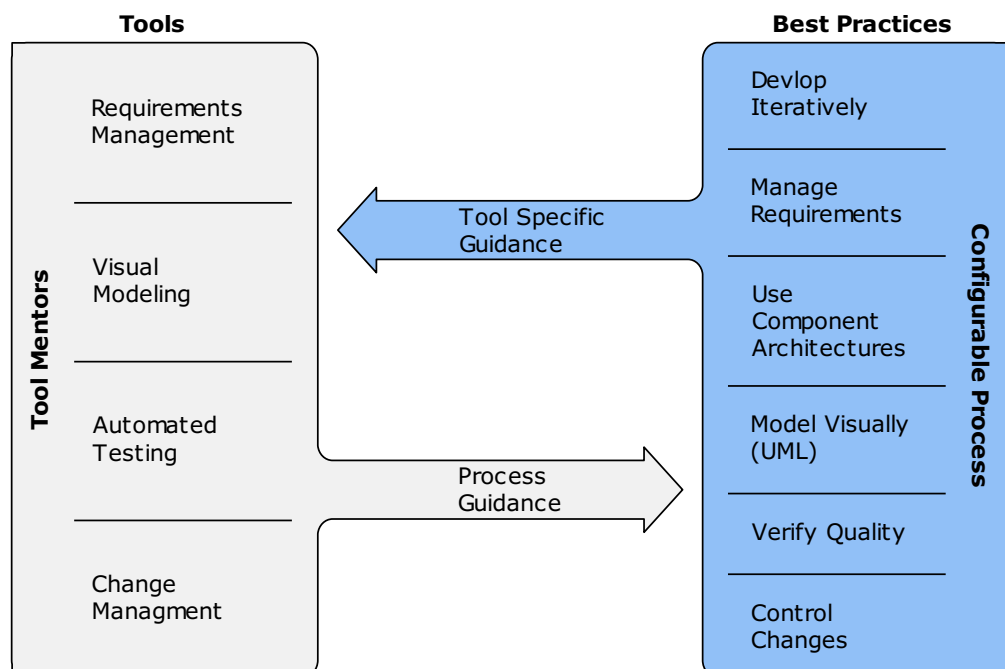 Tools
Requirements
Management
Visual
Modeling
Automated
Testing
Change
Managment
Tool Mentors
Tool Specific
Guidance
Process
Guidance
Best Practices
Devlop
Iteratively
Manage
Requirements
Use
Component
Architectures
Model Visually
(UML)
Verify Quality
Control
Changes
Configurable Process